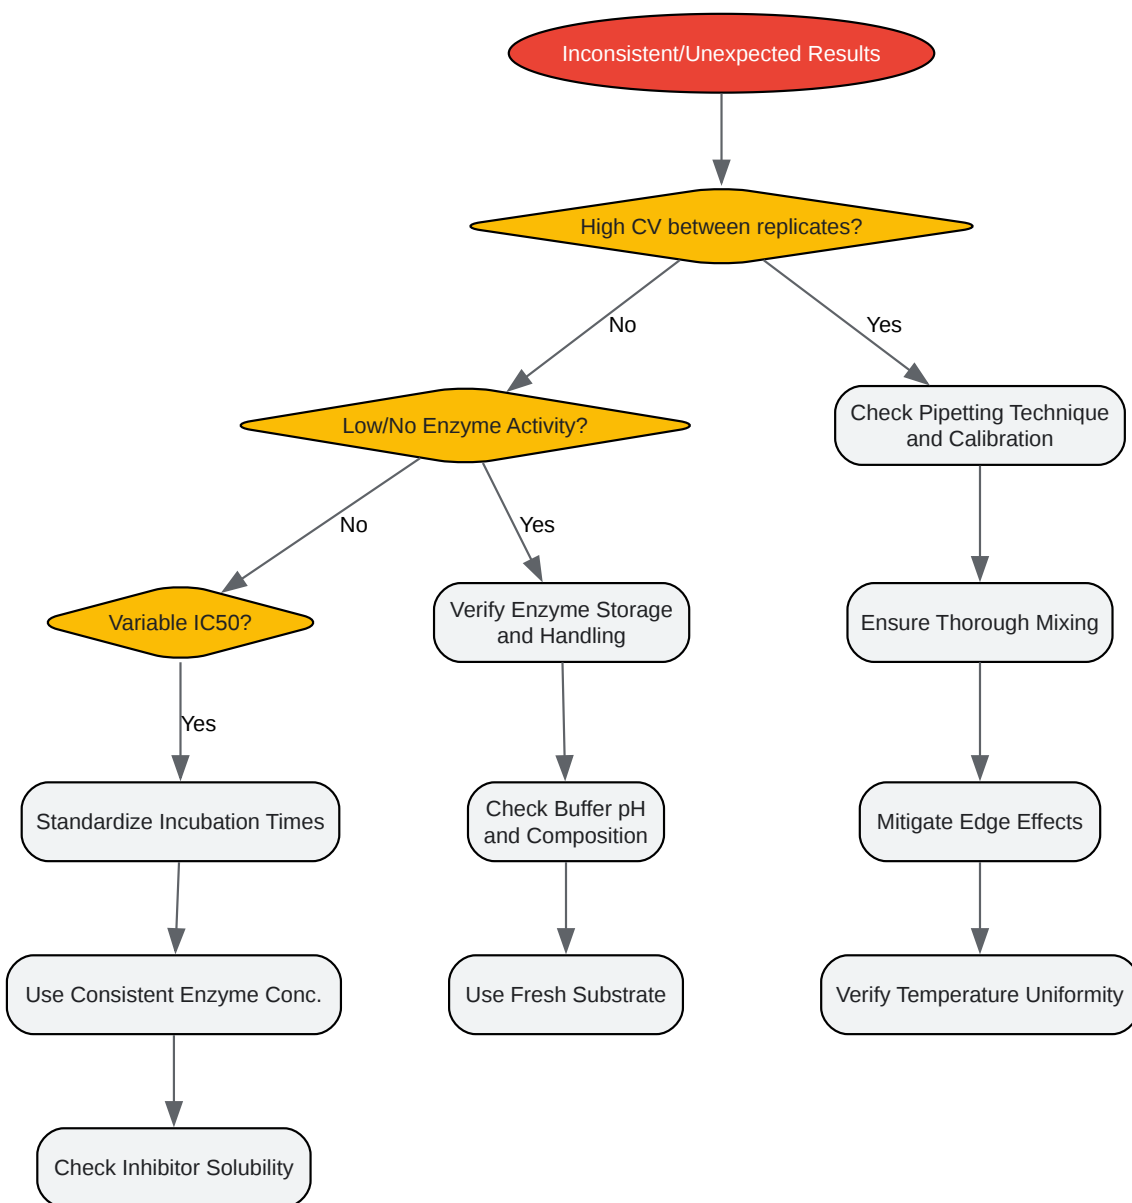 Inconsistent/Unexpected Results
High CV between replicates?
No
Yes
Low/No Enzyme Activity?
Check Pipetting Technique
and Calibration
No
Yes
Variable IC50?
Verify Enzyme Storage
and Handling
Ensure Thorough Mixing
Yes
Standardize Incubation Times
Check Buffer pH
and Composition
Mitigate Edge Effects
Use Consistent Enzyme Conc.
Use Fresh Substrate
Verify Temperature Uniformity
Check Inhibitor Solubility